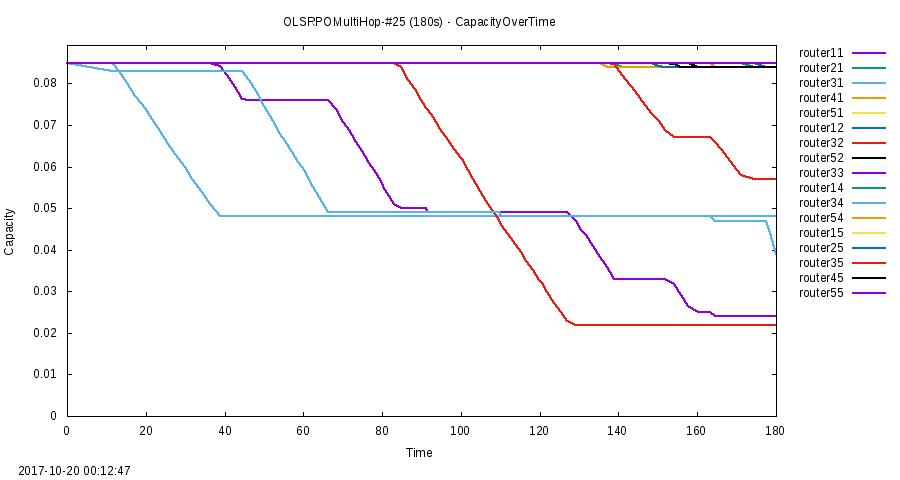 OLSRPOMultiHop-#25 (180s) - CapacityOverTime
Capacity
0.08
0.07
0.06
0.05
0.04
0.03
0.02
0.01
0
0 20 40 60 80 100 120 140 160 180
Time
router11
router21
router31
router41
router51
router12
router32
router52
router33
router14
router34
router54
router15
router25
router35
router45
router55
2017-10-20 00:12:47